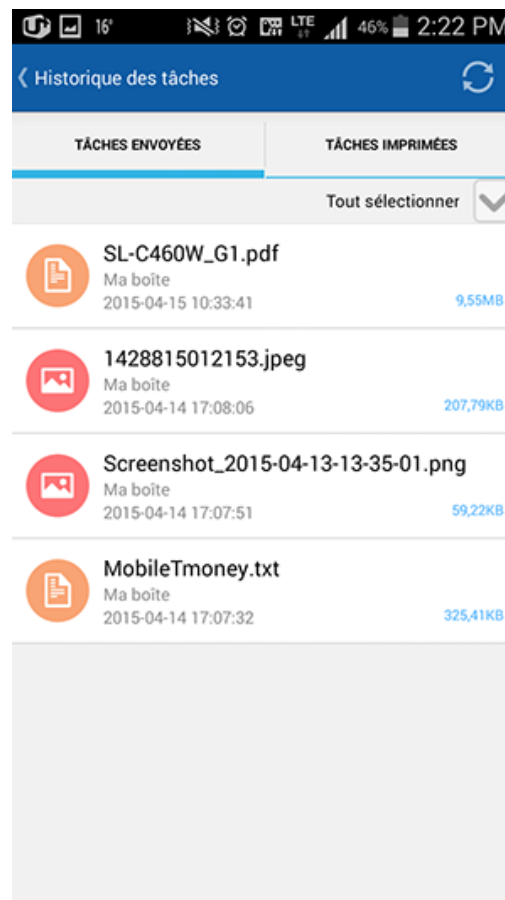 16° LTE 46% 2:22 PM
Historique des tâches
TÂCHES ENVOYÉES TÂCHES IMPRIMÉES
Tout sélectionner
SL-C460W_G1.pdf
Ma boîte
2015-04-15 10:33:41 9,55MB
1428815012153.jpeg
Ma boîte
2015-04-14 17:08:06 207,79KB
Screenshot_2015-04-13-13-35-01.png
Ma boîte
2015-04-14 17:07:51 59,22KB
MobileTmoney.txt
Ma boîte
2015-04-14 17:07:32 325,41KB